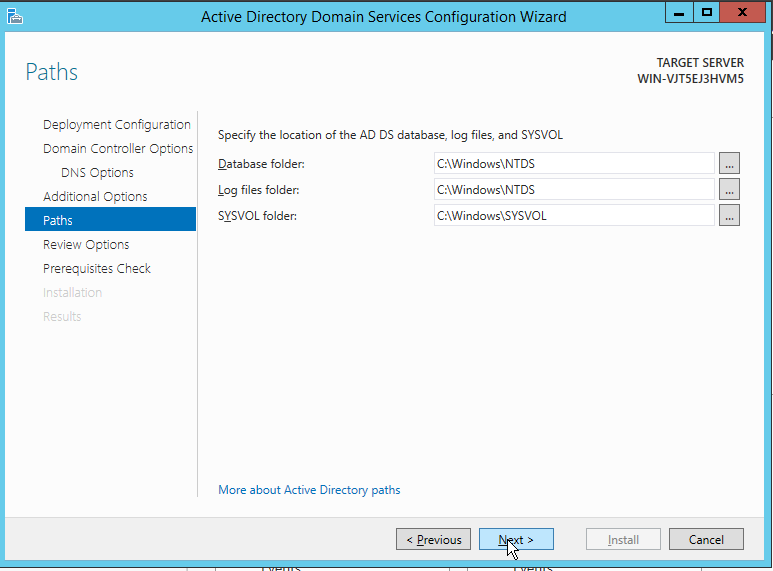 Active Directory Domain Services Configuration Wizard
Paths
TARGET SERVER
WIN-VJT5EJ3HVM5
Deployment Configuration
Domain Controller Options
DNS Options
Additional Options
Paths
Review Options
Prerequisites Check
Installation
Results
Specify the location of the AD DS database, log files, and SYSVOL
Database folder: C:\Windows\NTDS ...
Log files folder: C:\Windows\NTDS ...
SYSVOL folder: C:\Windows\SYSVOL ...
More about Active Directory paths
< Previous Next > Install Cancel
Events Events